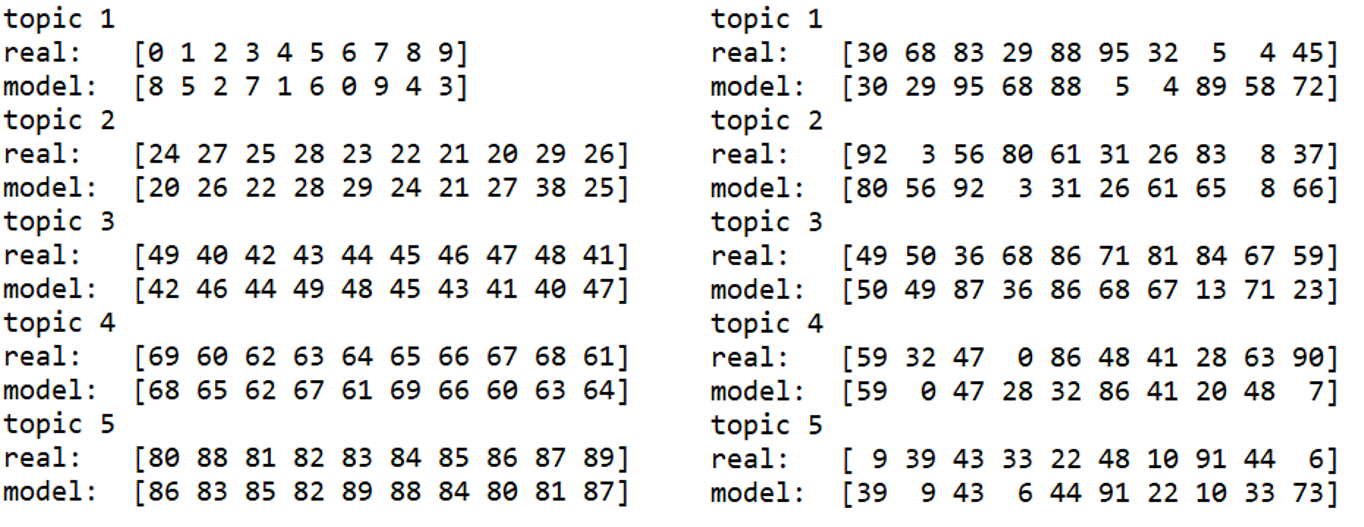 topic 1
real: [0 1 2 3 4 5 6 7 8 9]
model: [8 5 2 7 1 6 0 9 4 3]
topic 2
real: [24 27 25 28 23 22 21 20 29 26]
model: [20 26 22 28 29 24 21 27 38 25]
topic 3
real: [49 40 42 43 44 45 46 47 48 41]
model: [42 46 44 49 48 45 43 41 40 47]
topic 4
real: [69 60 62 63 64 65 66 67 68 61]
model: [68 65 62 67 61 69 66 60 63 64]
topic 5
real: [80 88 81 82 83 84 85 86 87 89]
model: [86 83 85 82 89 88 84 80 81 87]
topic 1
real: [30 68 83 29 88 95 32 5 4 45]
model: [30 29 95 68 88 5 4 89 58 72]
topic 2
real: [92 3 56 80 61 31 26 83 8 37]
model: [80 56 92 3 31 26 61 65 8 66]
topic 3
real: [49 50 36 68 86 71 81 84 67 59]
model: [50 49 87 36 86 68 67 13 71 23]
topic 4
real: [59 32 47 0 86 48 41 28 63 90]
model: [59 0 47 28 32 86 41 20 48 7]
topic 5
real: [ 9 39 43 33 22 48 10 91 44 6]
model: [39 9 43 6 44 91 22 10 33 73]